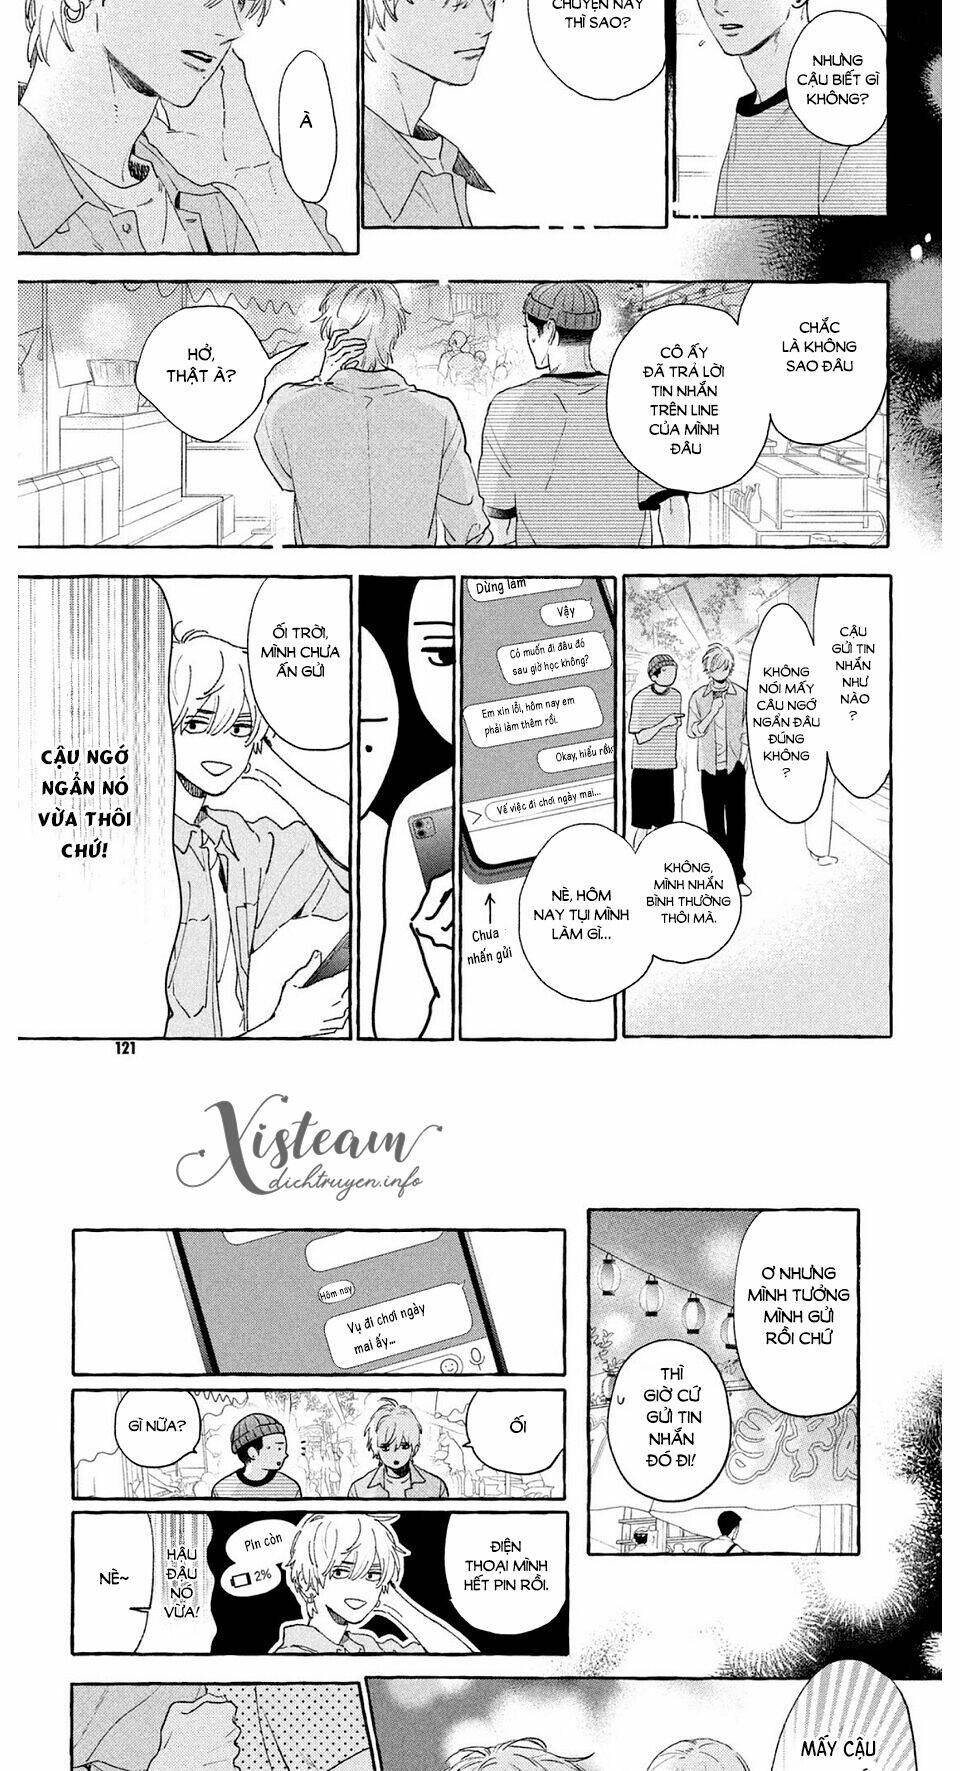 NHƯNG
CẬU BIẾT GÌ
KHÔNG?
CHUYỆN NÀY
THÌ SAO?
À
CHẮC
LÀ KHÔNG
SAO ĐÂU
CÔ ẤY
ĐÃ TRẢ LỜI
TIN NHẮN
TRÊN LINE
CỦA MÌNH
ĐÂU
HỞ,
THẬT À?
CẬU
GỬI TIN
NHẮN
NHƯ
NÀO
?
KHÔNG
NÓI MẤY
CÂU NGỚ
NGẨN ĐÂU
ĐÚNG
KHÔNG
?
KHÔNG,
MÌNH NHẮN
BÌNH THƯỜNG
THÔI MÀ.
NÈ, HÔM
NAY TỤI MÌNH
LÀM GÌ...
Dừng làm
Vậy
Có muốn đi đâu đó
sau giờ học không?
Em xin lỗi, hôm nay em
phải làm thêm rồi.
Okay, hiểu rồi
Về việc đi chơi ngày mai...
Chưa
nhấn gửi
ỐI TRỜI,
MÌNH CHƯA
ẤN GỬI
CẬU NGỚ
NGẨN NÓ
VỪA THÔI
CHỨ!
121
Xisteam
dichtruyen.info
Ơ NHƯNG
MÌNH TƯỞNG
MÌNH GỬI
RỒI CHỨ
THÌ
GIỜ CỨ
GỬI TIN
NHẮN
ĐÓ ĐI!
Hôm nay
Vụ đi chơi ngày
mai ấy...
ỐI
GÌ NỮA?
ĐIỆN
THOẠI MÌNH
HẾT PIN RỒI.
Pin còn
2%
HẬU
ĐẬU
NÓ
VỪA!
NÈ~
MẤY CẬU